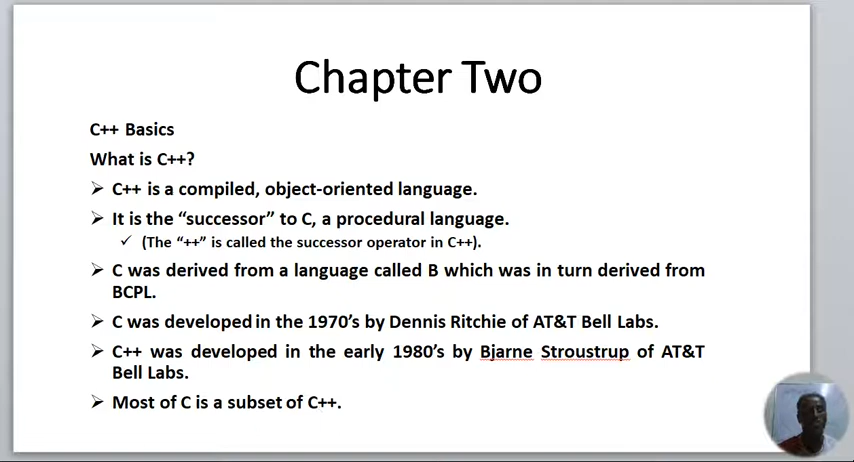 Chapter Two
C++ Basics
What is C++?
➢ C++ is a compiled, object-oriented language.
➢ It is the “successor” to C, a procedural language.
✓ (The “++” is called the successor operator in C++).
➢ C was derived from a language called B which was in turn derived from
BCPL.
➢ C was developed in the 1970’s by Dennis Ritchie of AT&T Bell Labs.
➢ C++ was developed in the early 1980’s by Bjarne Stroustrup of AT&T
Bell Labs.
➢ Most of C is a subset of C++.